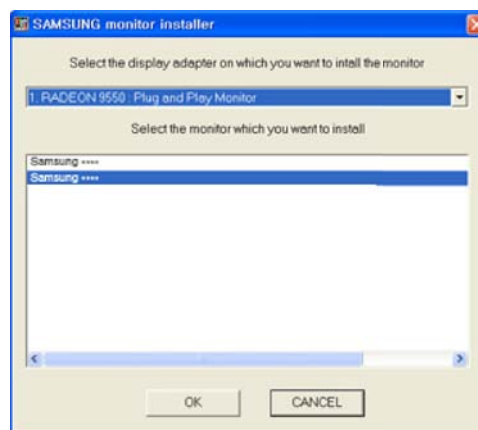 SAMSUNG monitor installer
Select the display adapter on which you want to intall the monitor
1. RADEON 9550 : Plug and Play Monitor
Select the monitor which you want to install
Samsung ****
Samsung ****
OK
CANCEL